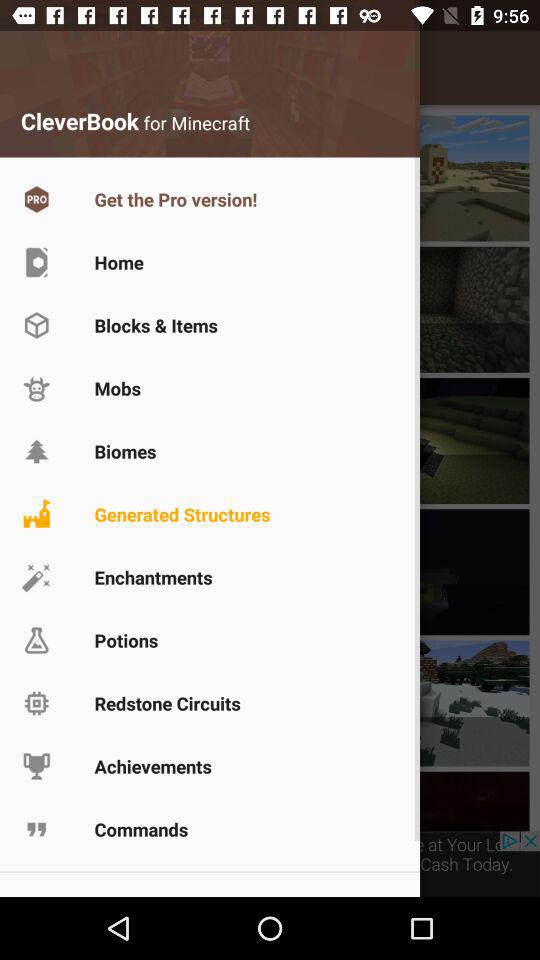 90 9:56
CleverBook for Minecraft
PRO Get the Pro version!
Home
Blocks & Items
Mobs
Biomes
Generated Structures
Enchantments
Potions
Redstone Circuits
Achievements
Commands
at Your
Cash Today.